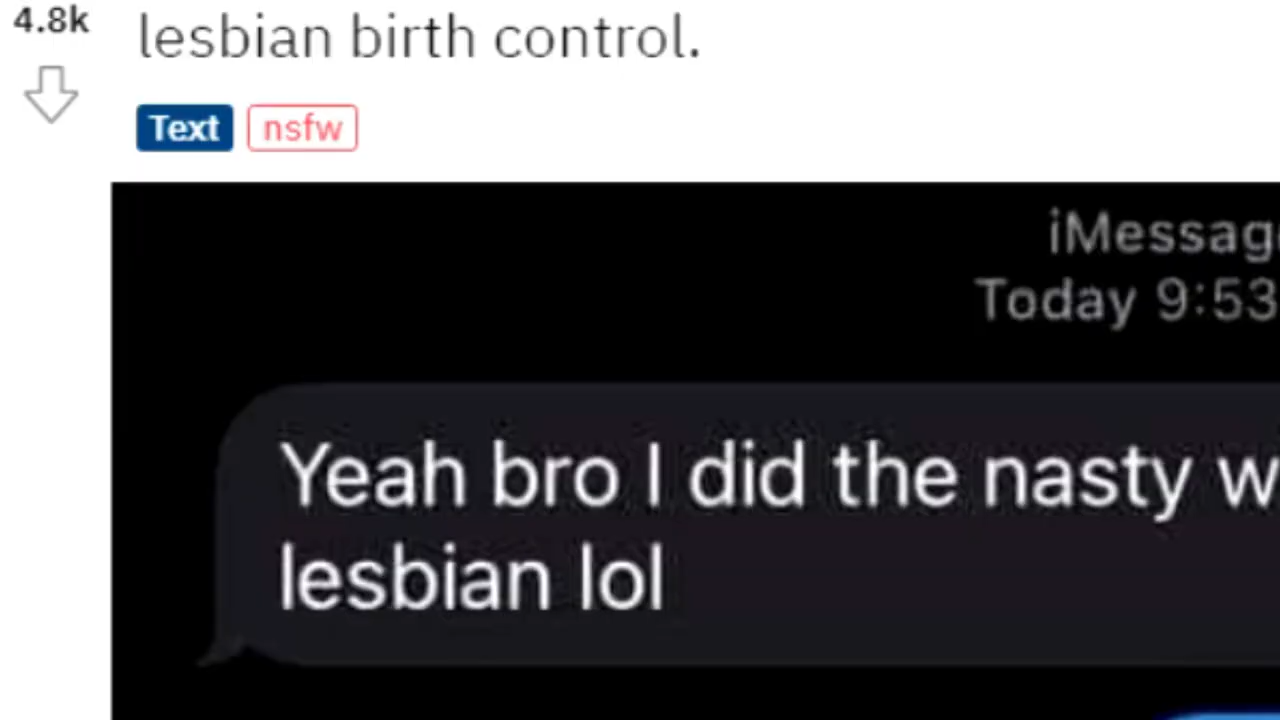 4.8k
lesbian birth control.
Text nsfw
iMessag
Today 9:53
Yeah bro I did the nasty w
lesbian lol